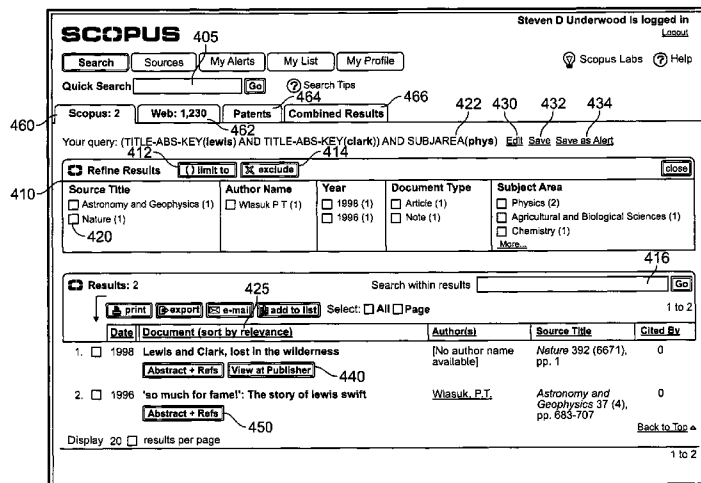 Steven D Underwood is logged in
SCOPUS
Logout
405
Search Sources My Alerts My List My Profile
Scopus Labs ? Help
Quick Search Go ? Search Tips
464 466
460 Scopus: 2 Web: 1,230 Patents Combined Results 422 430 432 434
462
Your query: (TITLE-ABS-KEY(lewis) AND TITLE-ABS-KEY(clark)) AND SUBJAREA(phys) Edit Save Save as Alert
412 414
410 Refine Results () limit to exclude close
Source Title Author Name Year Document Type Subject Area
Astronomy and Geophysics (1) Wlasuk P T (1) 1998 (1) Article (1) Physics (2)
Nature (1) 1996 (1) Note (1) Agricultural and Biological Sciences (1)
420 Chemistry (1)
More...
416
Results: 2 425 Search within results Go
print export e-mail add to list Select: All Page 1 to 2
Date Document (sort by relevance) Author(s) Source Title Cited By
1. 1998 Lewis and Clark, lost in the wilderness [No author name available] Nature 392 (6671), pp. 1 0
Abstract + Refs View at Publisher 440
2. 1996 'so much for fame!': The story of lewis swift Wlasuk, P.T. Astronomy and Geophysics 37 (4), pp. 683-707 0
Abstract + Refs 450
Back to Top
Display 20 results per page
1 to 2